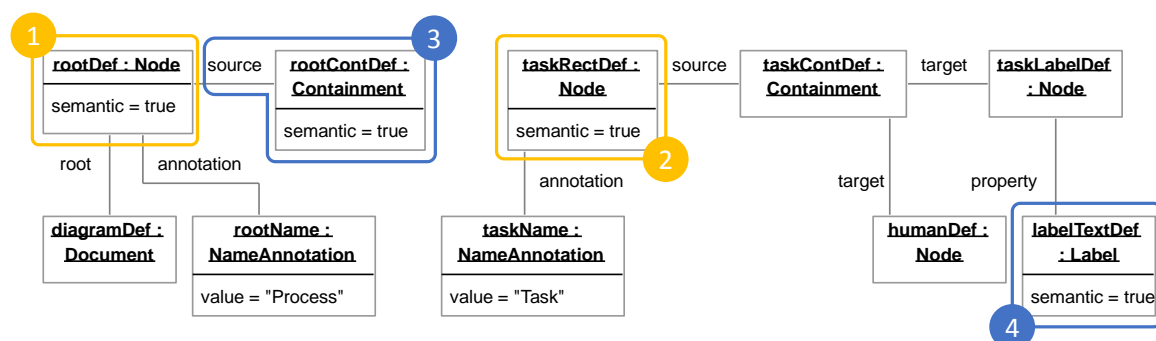 1
3
rootDef : Node
semantic = true
source
rootContDef :
Containment
semantic = true
taskRectDef :
Node
semantic = true
2
source
taskContDef :
Containment
target
taskLabelDef
: Node
root
annotation
annotation
target
property
diagramDef :
Document
rootName :
NameAnnotation
value = "Process"
taskName :
NameAnnotation
value = "Task"
humanDef :
Node
labelTextDef
: Label
semantic = true
4